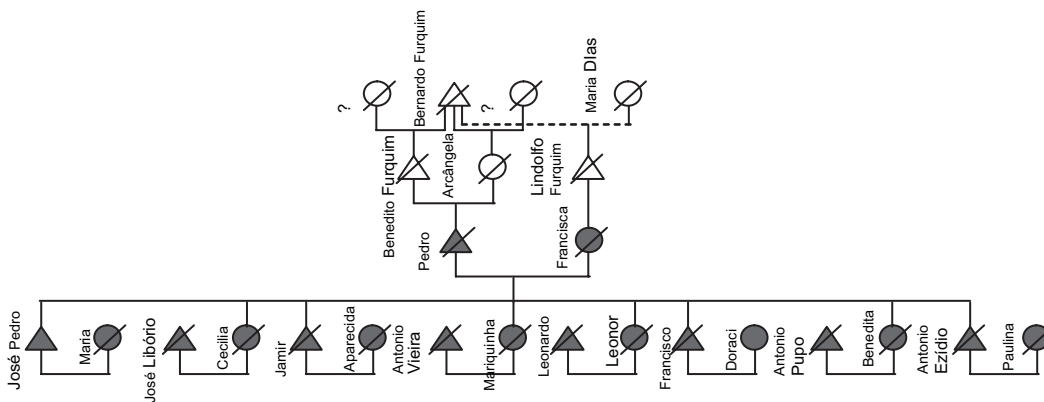 ?
Bernardo Furquim
?
Maria DIas
Benedito Furquim
Arcângela
Lindolfo
Furquim
Pedro
Francisca
José Pedro
Maria
José Libório
Cecilia
Jamir
Aparecida
Antonio
Vieira
Mariquinha
Leonardo
Leonor
Francisco
Doraci
Antonio
Pupo
Benedita
Antonio
Ezídio
Paulina